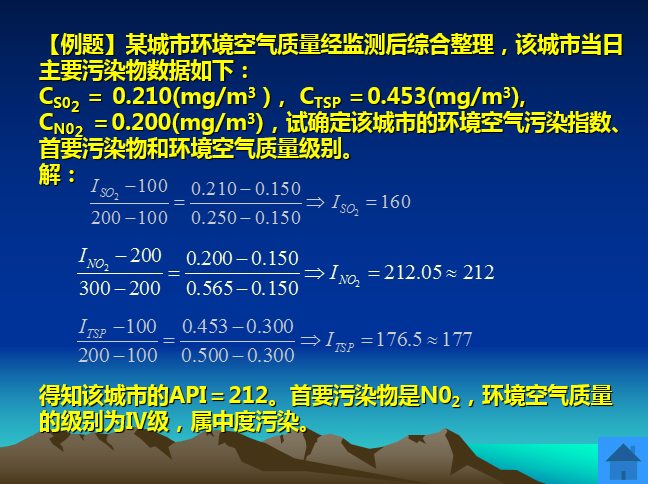 【例题】某城市环境空气质量经监测后综合整理，该城市当日
主要污染物数据如下：
C_{S0_2} = 0.210(mg/m³ )， C_{TSP} =0.453(mg/m³),
C_{N0_2} =0.200(mg/m³)，试确定该城市的环境空气污染指数、
首要污染物和环境空气质量级别。
解：
\frac{I_{SO_2}-100}{200-100}=\frac{0.210-0.150}{0.250-0.150}⇒I_{SO_2}=160
\frac{I_{NO_2}-200}{300-200}=\frac{0.200-0.150}{0.565-0.150}⇒I_{NO_2}=212.05≈212
\frac{I_{TSP}-100}{200-100}=\frac{0.453-0.300}{0.500-0.300}⇒I_{TSP}=176.5≈177
得知该城市的API＝212。首要污染物是N0₂，环境空气质量
的级别为Ⅳ级，属中度污染。